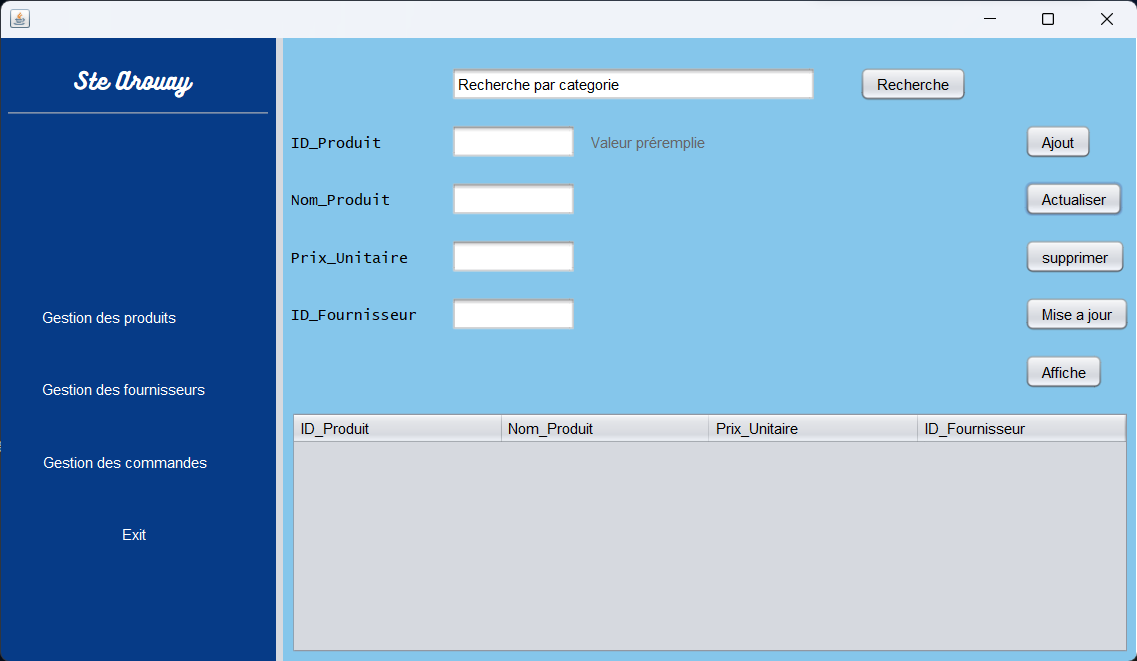 Ste Arouay
Gestion des produits
Gestion des fournisseurs
Gestion des commandes
Exit
Recherche par categorie
Recherche
ID_Produit
Valeur préremplie
Ajout
Nom_Produit
Actualiser
Prix_Unitaire
supprimer
ID_Fournisseur
Mise a jour
Affiche
ID_Produit Nom_Produit Prix_Unitaire ID_Fournisseur